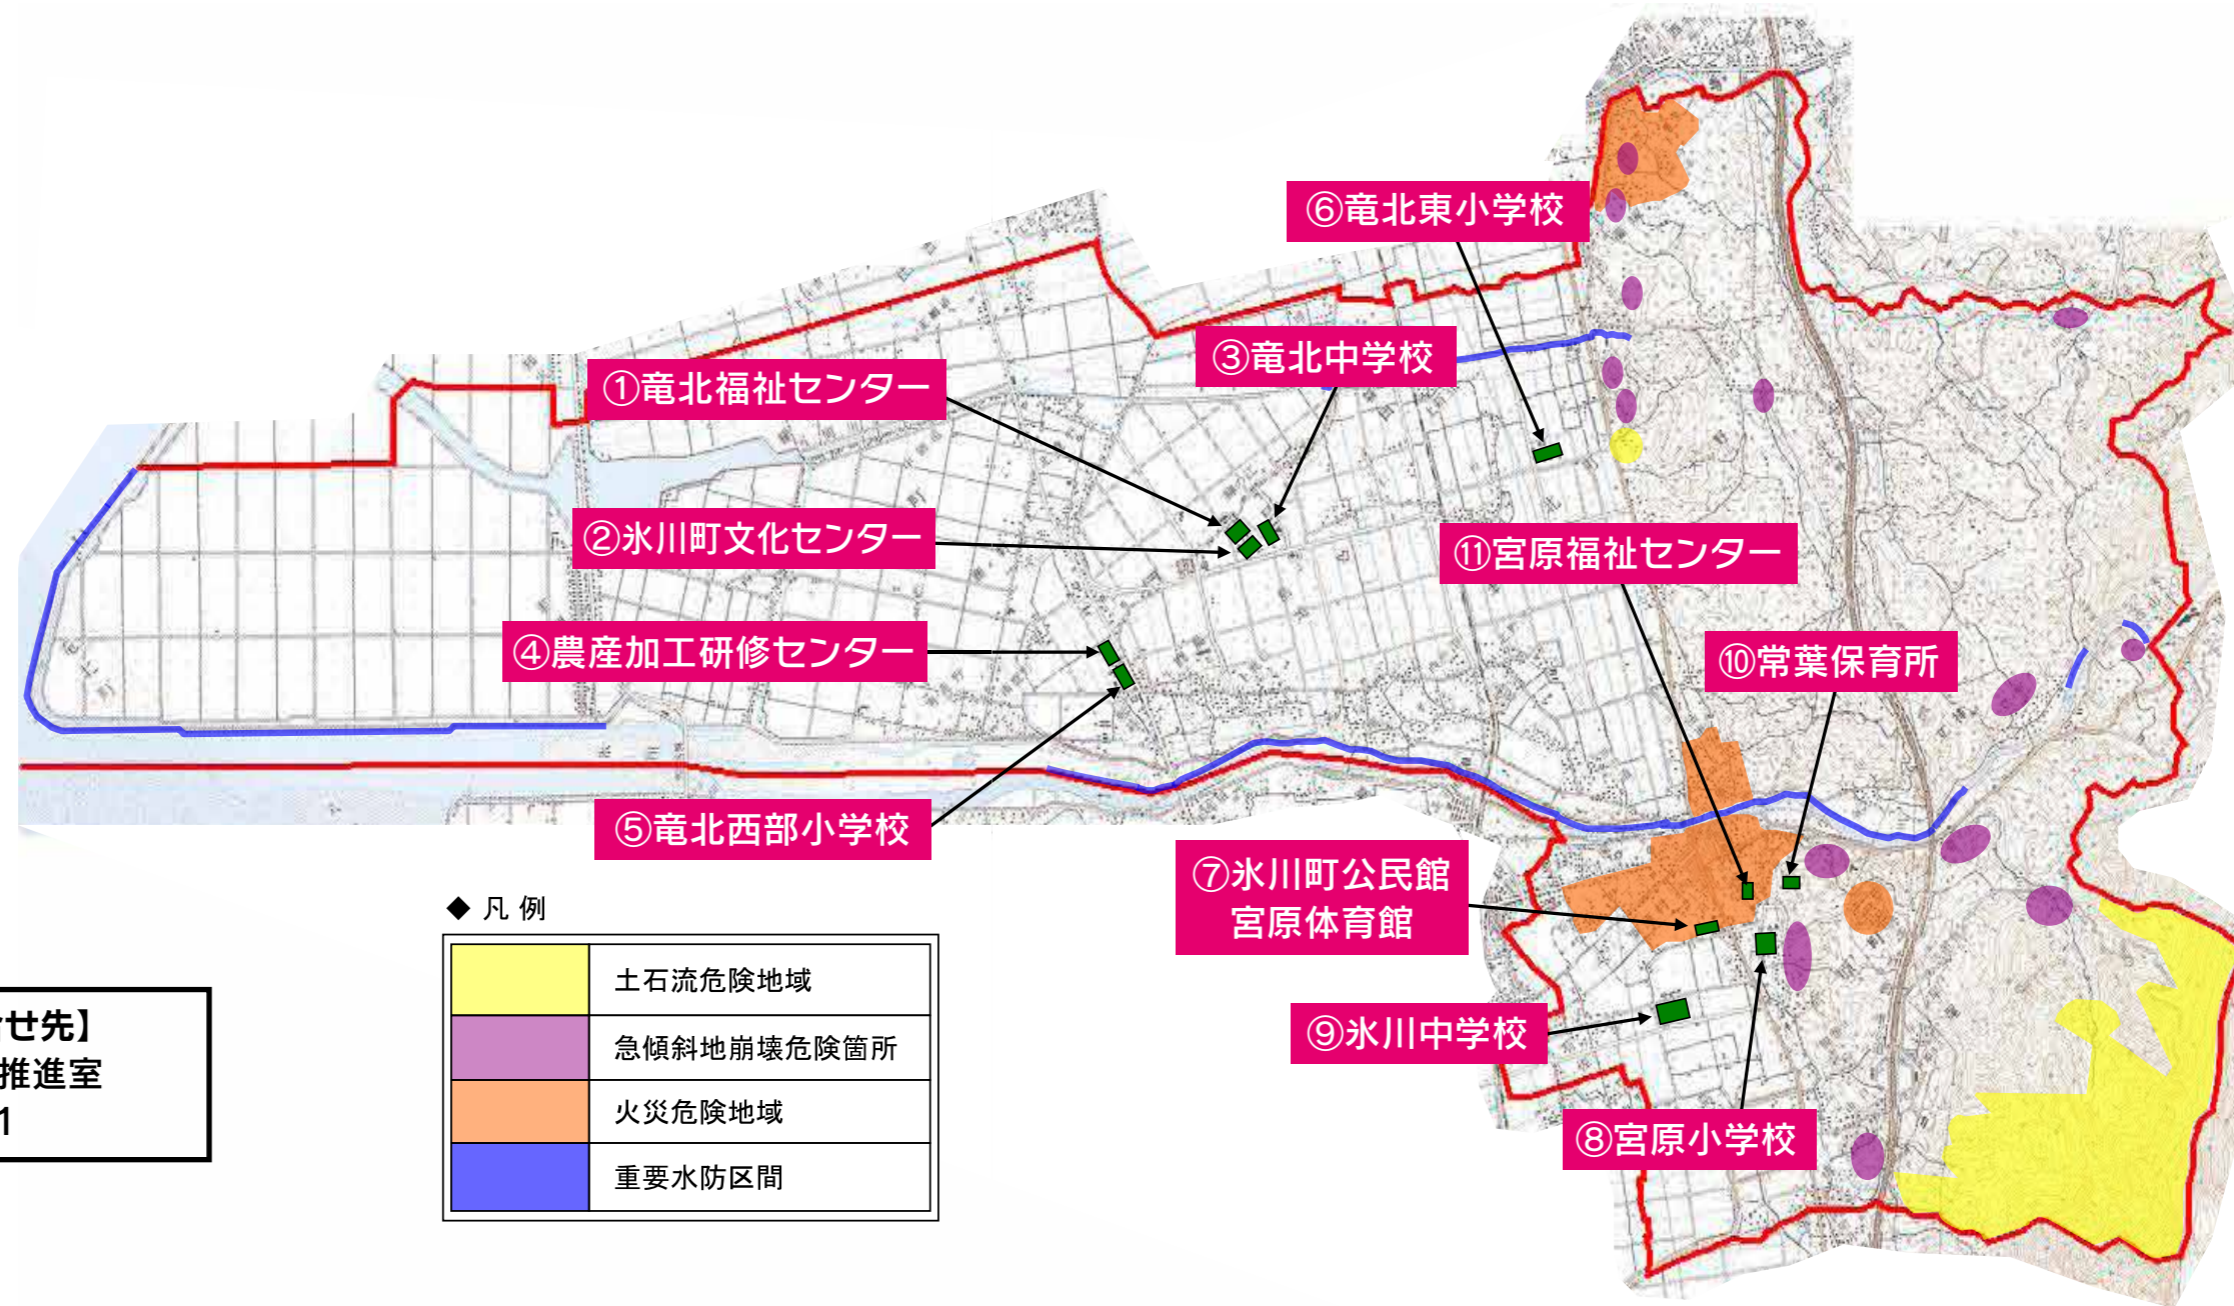 ⑥竜北東小学校
③竜北中学校
①竜北福祉センター
②氷川町文化センター
⑪宮原福祉センター
④農産加工研修センター
⑩常葉保育所
⑤竜北西部小学校
⑦氷川町公民館
宮原体育館
⑨氷川中学校
⑧宮原小学校
◆ 凡 例
土石流危険地域
急傾斜地崩壊危険箇所
火災危険地域
重要水防区間
せ先】
推進室
1